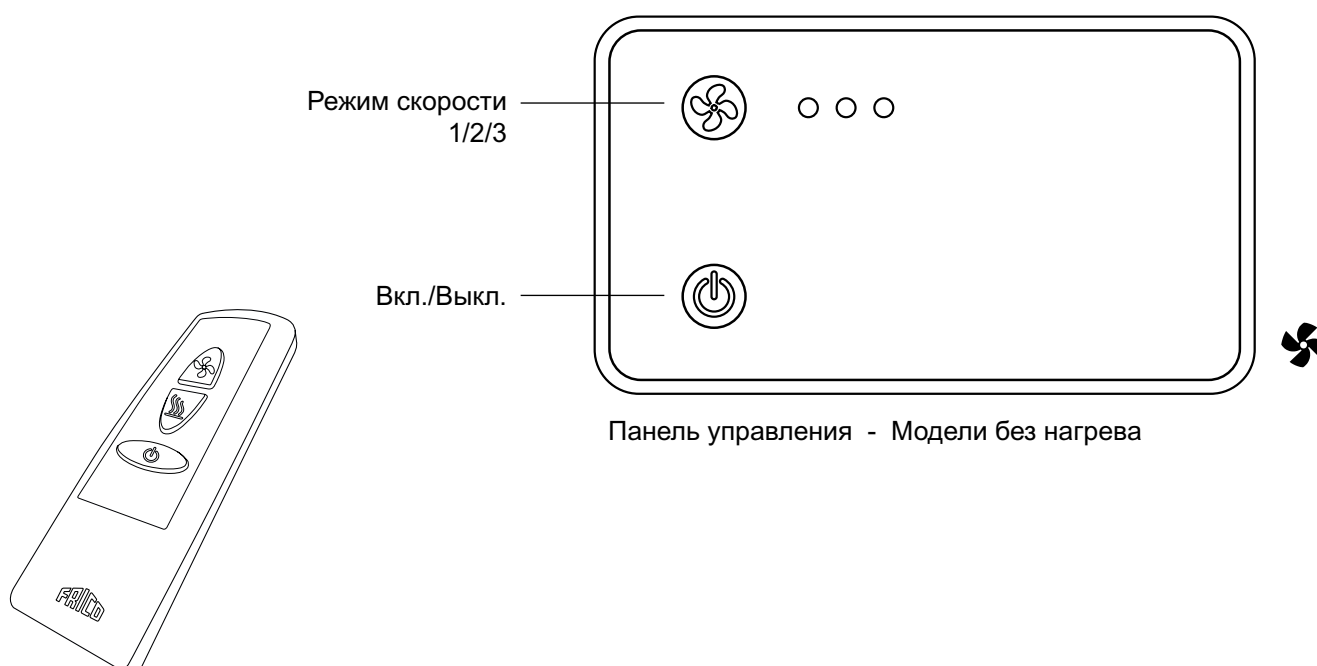 Режим скорости
1/2/3
Вкл./Выкл.
Панель управления - Модели без нагрева
FRICO